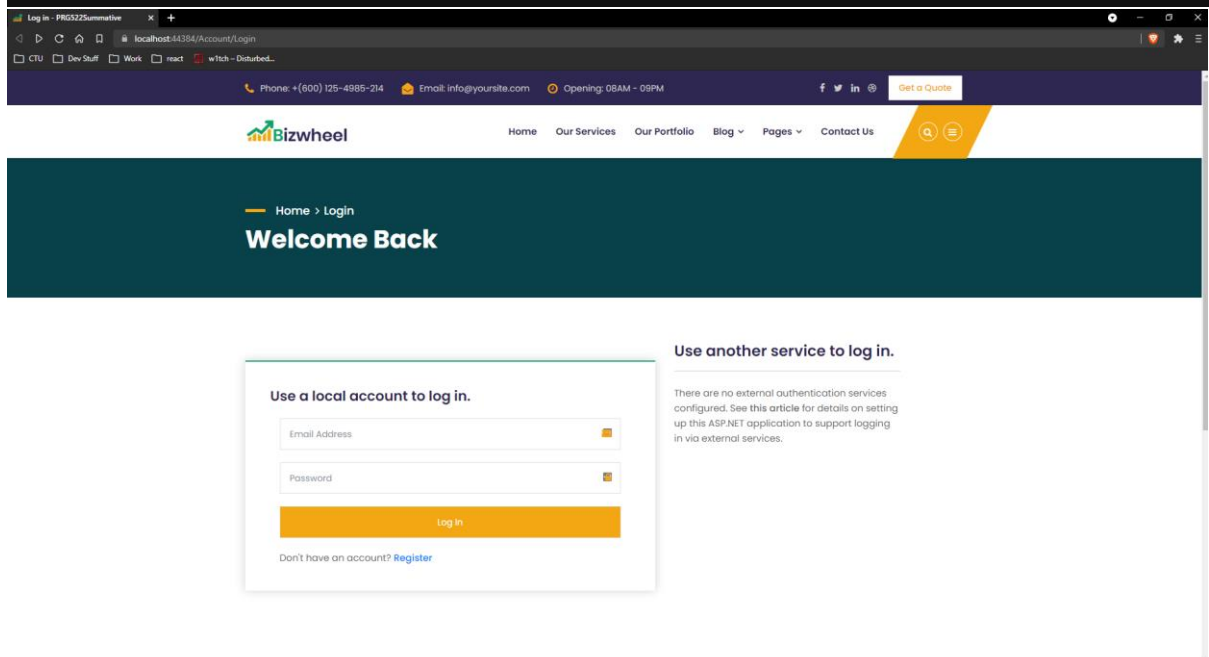 Log in - PRG522Summative
localhost:44384/Account/Login
CTU Dev Stuff Work react w1tch - Disturbed...
Phone: +(600) 125-4985-214 Email: info@yoursite.com Opening: 08AM - 09PM Get a Quote
Bizwheel Home Our Services Our Portfolio Blog Pages Contact Us
Home > Login
Welcome Back
Use another service to log in.
Use a local account to log in.
There are no external authentication services
configured. See this article for details on setting
up this ASP.NET application to support logging
in via external services.
Email Address
Password
Log In
Don't have an account? Register